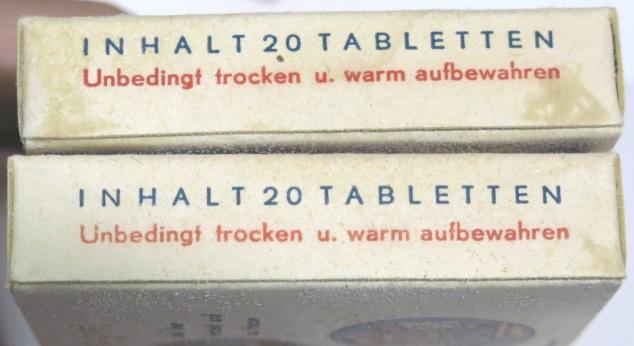 INHALT 20 TABLETTEN
Unbedingt trocken u. warm aufbewahren
INHALT 20 TABLETTEN
Unbedingt trocken u. warm aufbewahren